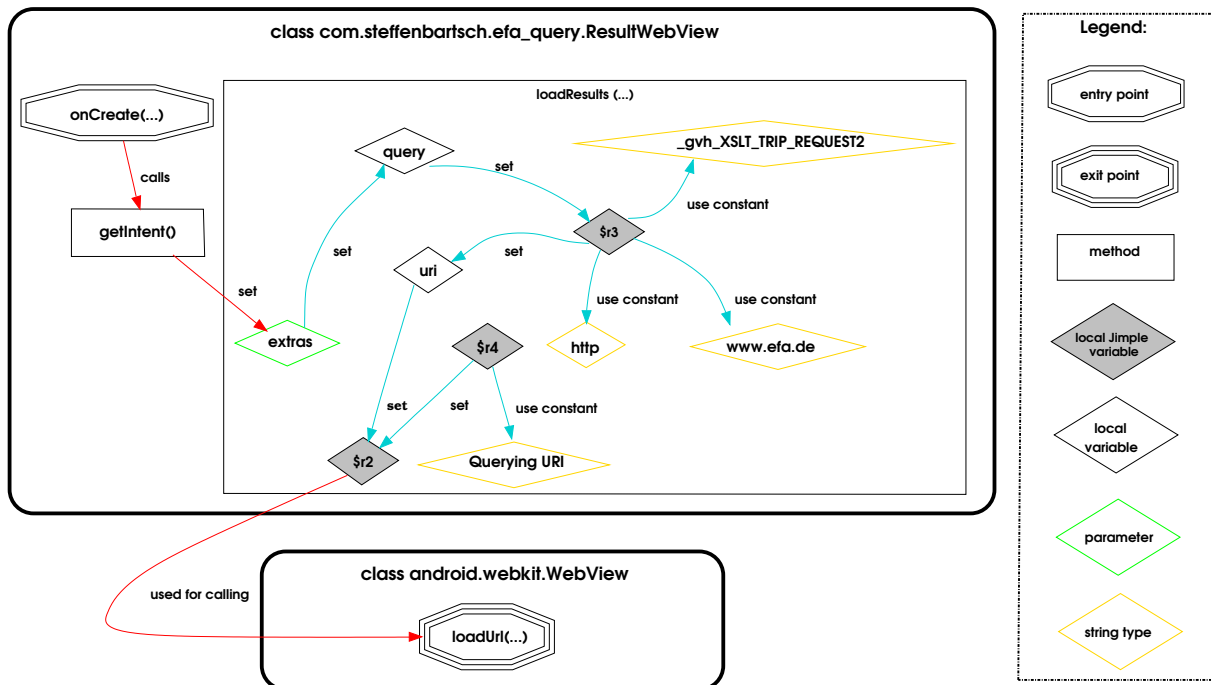 class com.steffenbartsch.efa_query.ResultWebView
onCreate(...)
calls
getIntent()
set
extras
loadResults (...)
query
set
_gvh_XSLT_TRIP_REQUEST2
use constant
$r3
set
set
uri
use constant
use constant
http
www.efa.de
$r4
set
set
use constant
$r2
Querying URI
used for calling
class android.webkit.WebView
loadUrl(...)
Legend:
entry point
exit point
method
local Jimple
variable
local
variable
parameter
string type